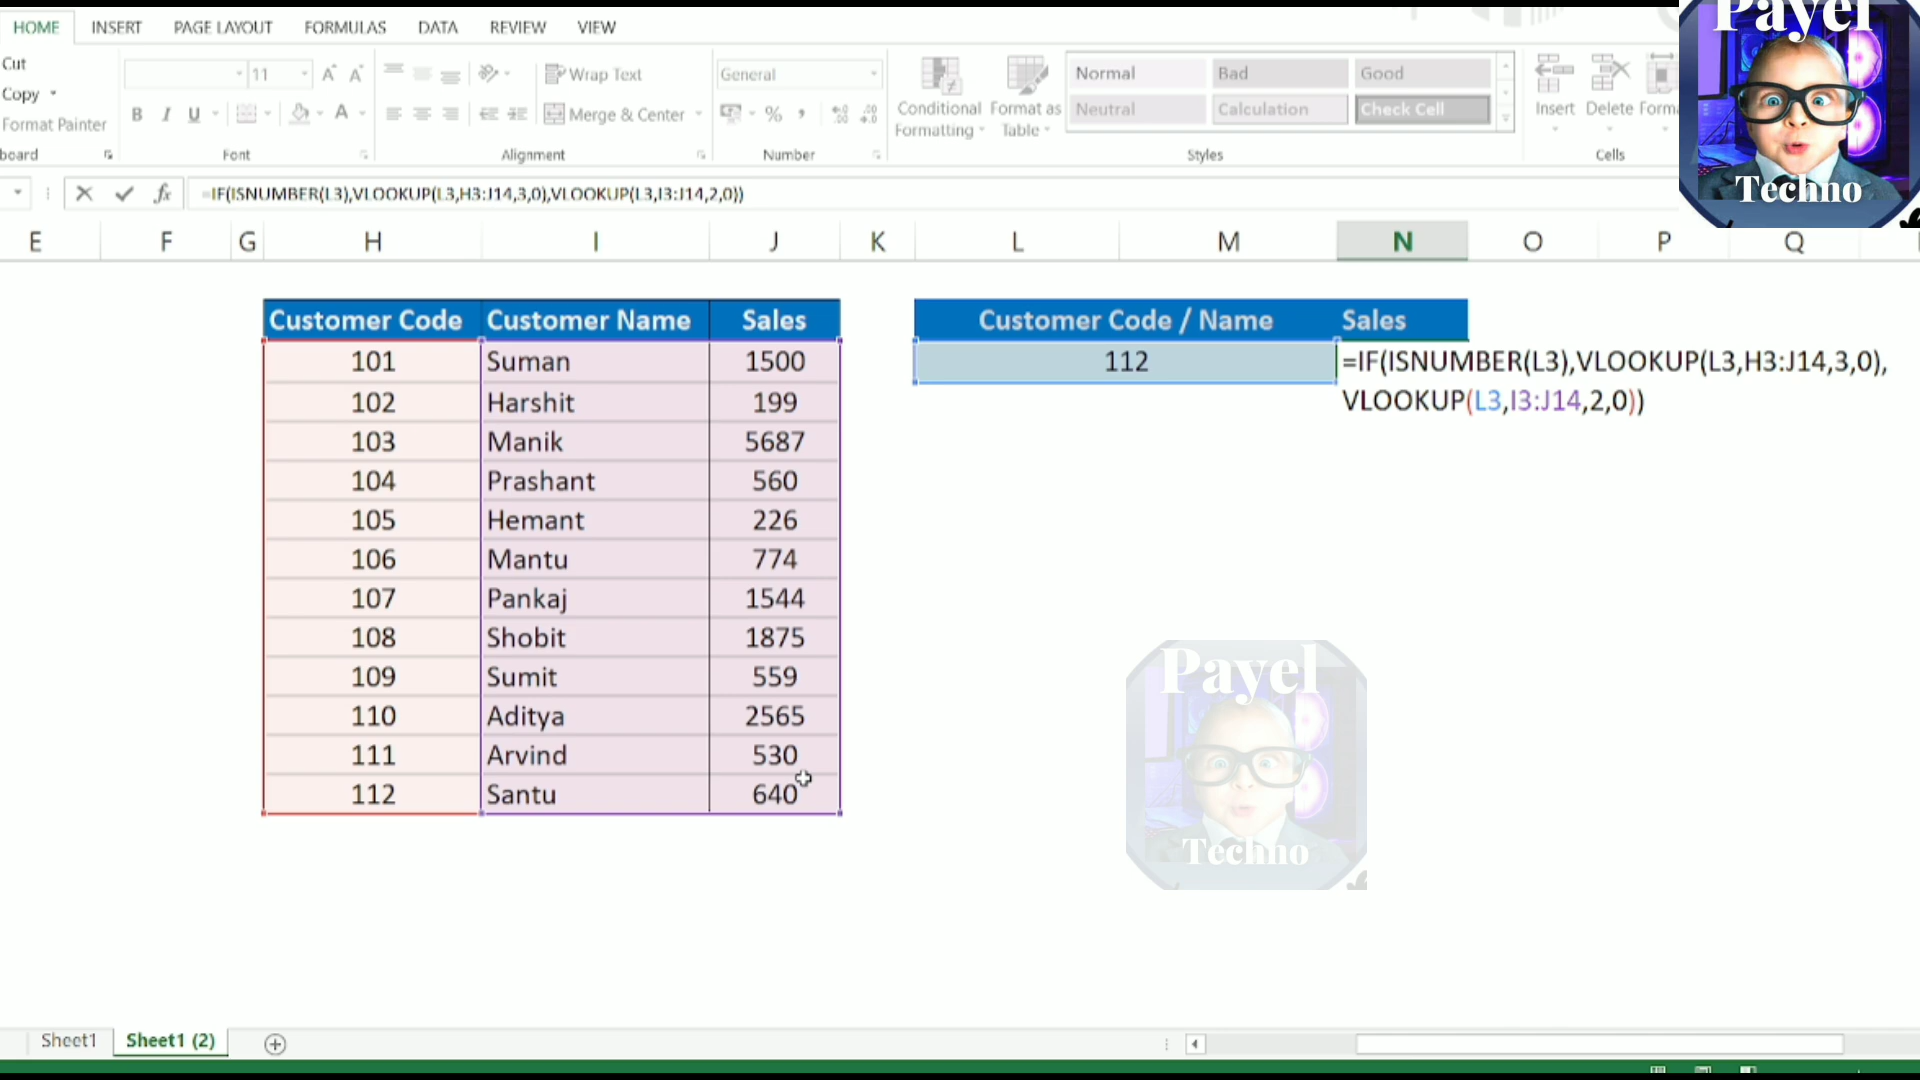 HOME INSERT PAGE LAYOUT FORMULAS DATA REVIEW VIEW
Payel
Techno
Cut
Copy
Format Painter
board
11
B I U
Font
Wrap Text
Merge & Center
Alignment
General
%
Number
Conditional Formatting
Format as Table
Normal Bad Good
Neutral Calculation Check Cell
Styles
Insert Delete Forma
Cells
fx =IF(ISNUMBER(L3),VLOOKUP(L3,H3:J14,3,0),VLOOKUP(L3,I3:J14,2,0))
E F G H I J K L M N O P Q
Customer Code Customer Name Sales
101 Suman 1500
102 Harshit 199
103 Manik 5687
104 Prashant 560
105 Hemant 226
106 Mantu 774
107 Pankaj 1544
108 Shobit 1875
109 Sumit 559
110 Aditya 2565
111 Arvind 530
112 Santu 640
Customer Code / Name Sales
112 =IF(ISNUMBER(L3),VLOOKUP(L3,H3:J14,3,0),
VLOOKUP(L3,I3:J14,2,0))
Payel
Techno
Sheet1 Sheet1 (2)